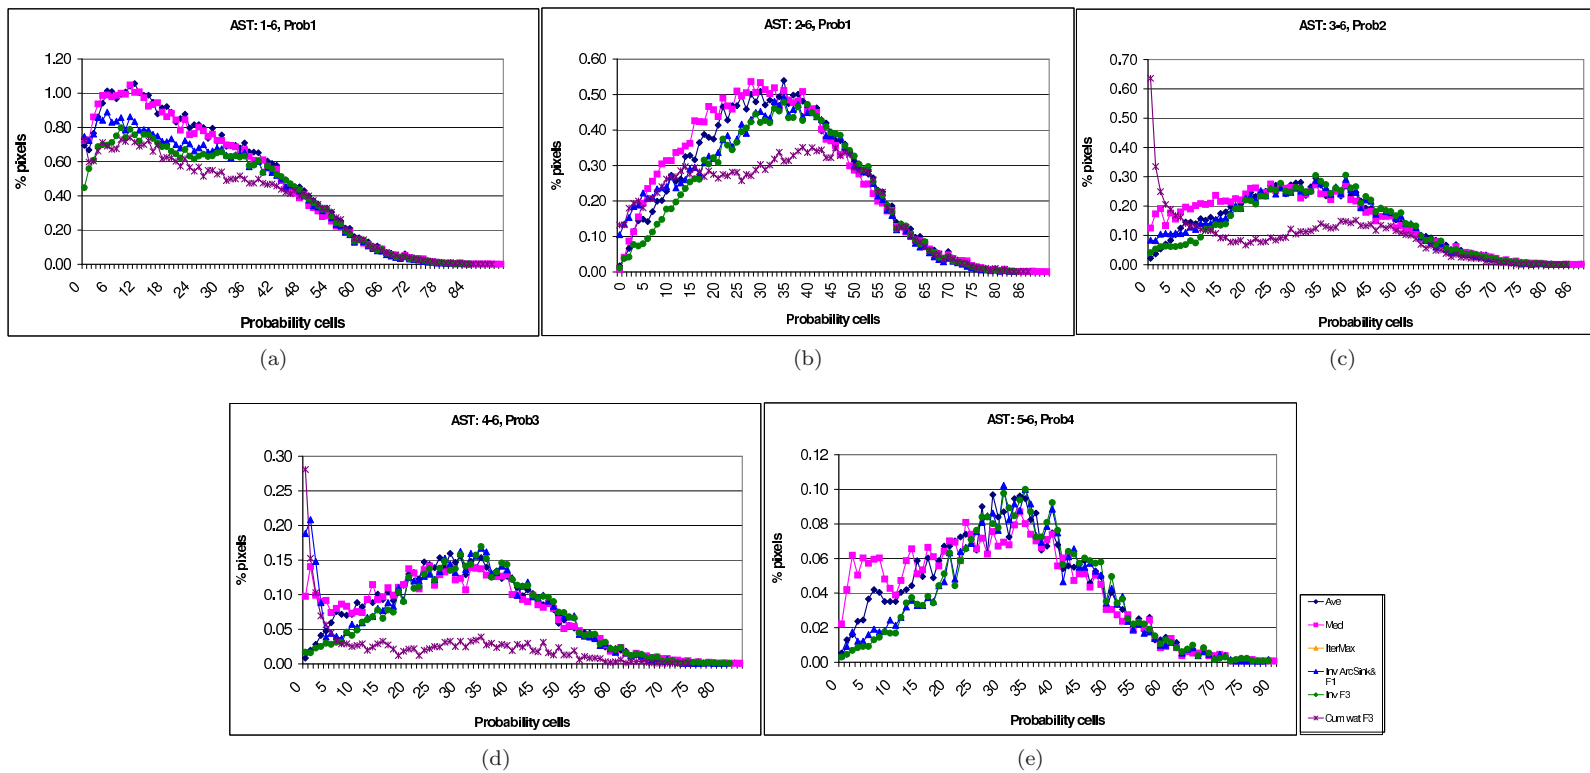 AST: 1-6, Prob1
1.20
1.00
0.80
0.60
0.40
0.20
0.00
% pixels
0 6 12 18 24 30 36 42 48 54 60 66 72 78 84
Probability cells
(a)
AST: 2-6, Prob1
0.60
0.50
0.40
0.30
0.20
0.10
0.00
% pixels
0 5 10 15 20 25 30 35 40 45 50 55 60 65 70 75 80 86
Probability cells
(b)
AST: 3-6, Prob2
0.70
0.60
0.50
0.40
0.30
0.20
0.10
0.00
% pixels
0 5 10 15 20 25 30 35 40 45 50 55 60 65 70 75 80 86
Probability cells
(c)
AST: 4-6, Prob3
0.30
0.25
0.20
0.15
0.10
0.05
0.00
% pixels
0 5 10 15 20 25 30 35 40 45 50 55 60 65 70 75 80
Probability cells
(d)
AST: 5-6, Prob4
0.12
0.10
0.08
0.06
0.04
0.02
0.00
% pixels
0 5 10 15 20 25 30 35 40 45 50 55 60 65 70 75 80 90
Probability cells
(e)
Ave
Med
IterMax
Inv ArcSink&
F1
Inv F3
Cum wat F3